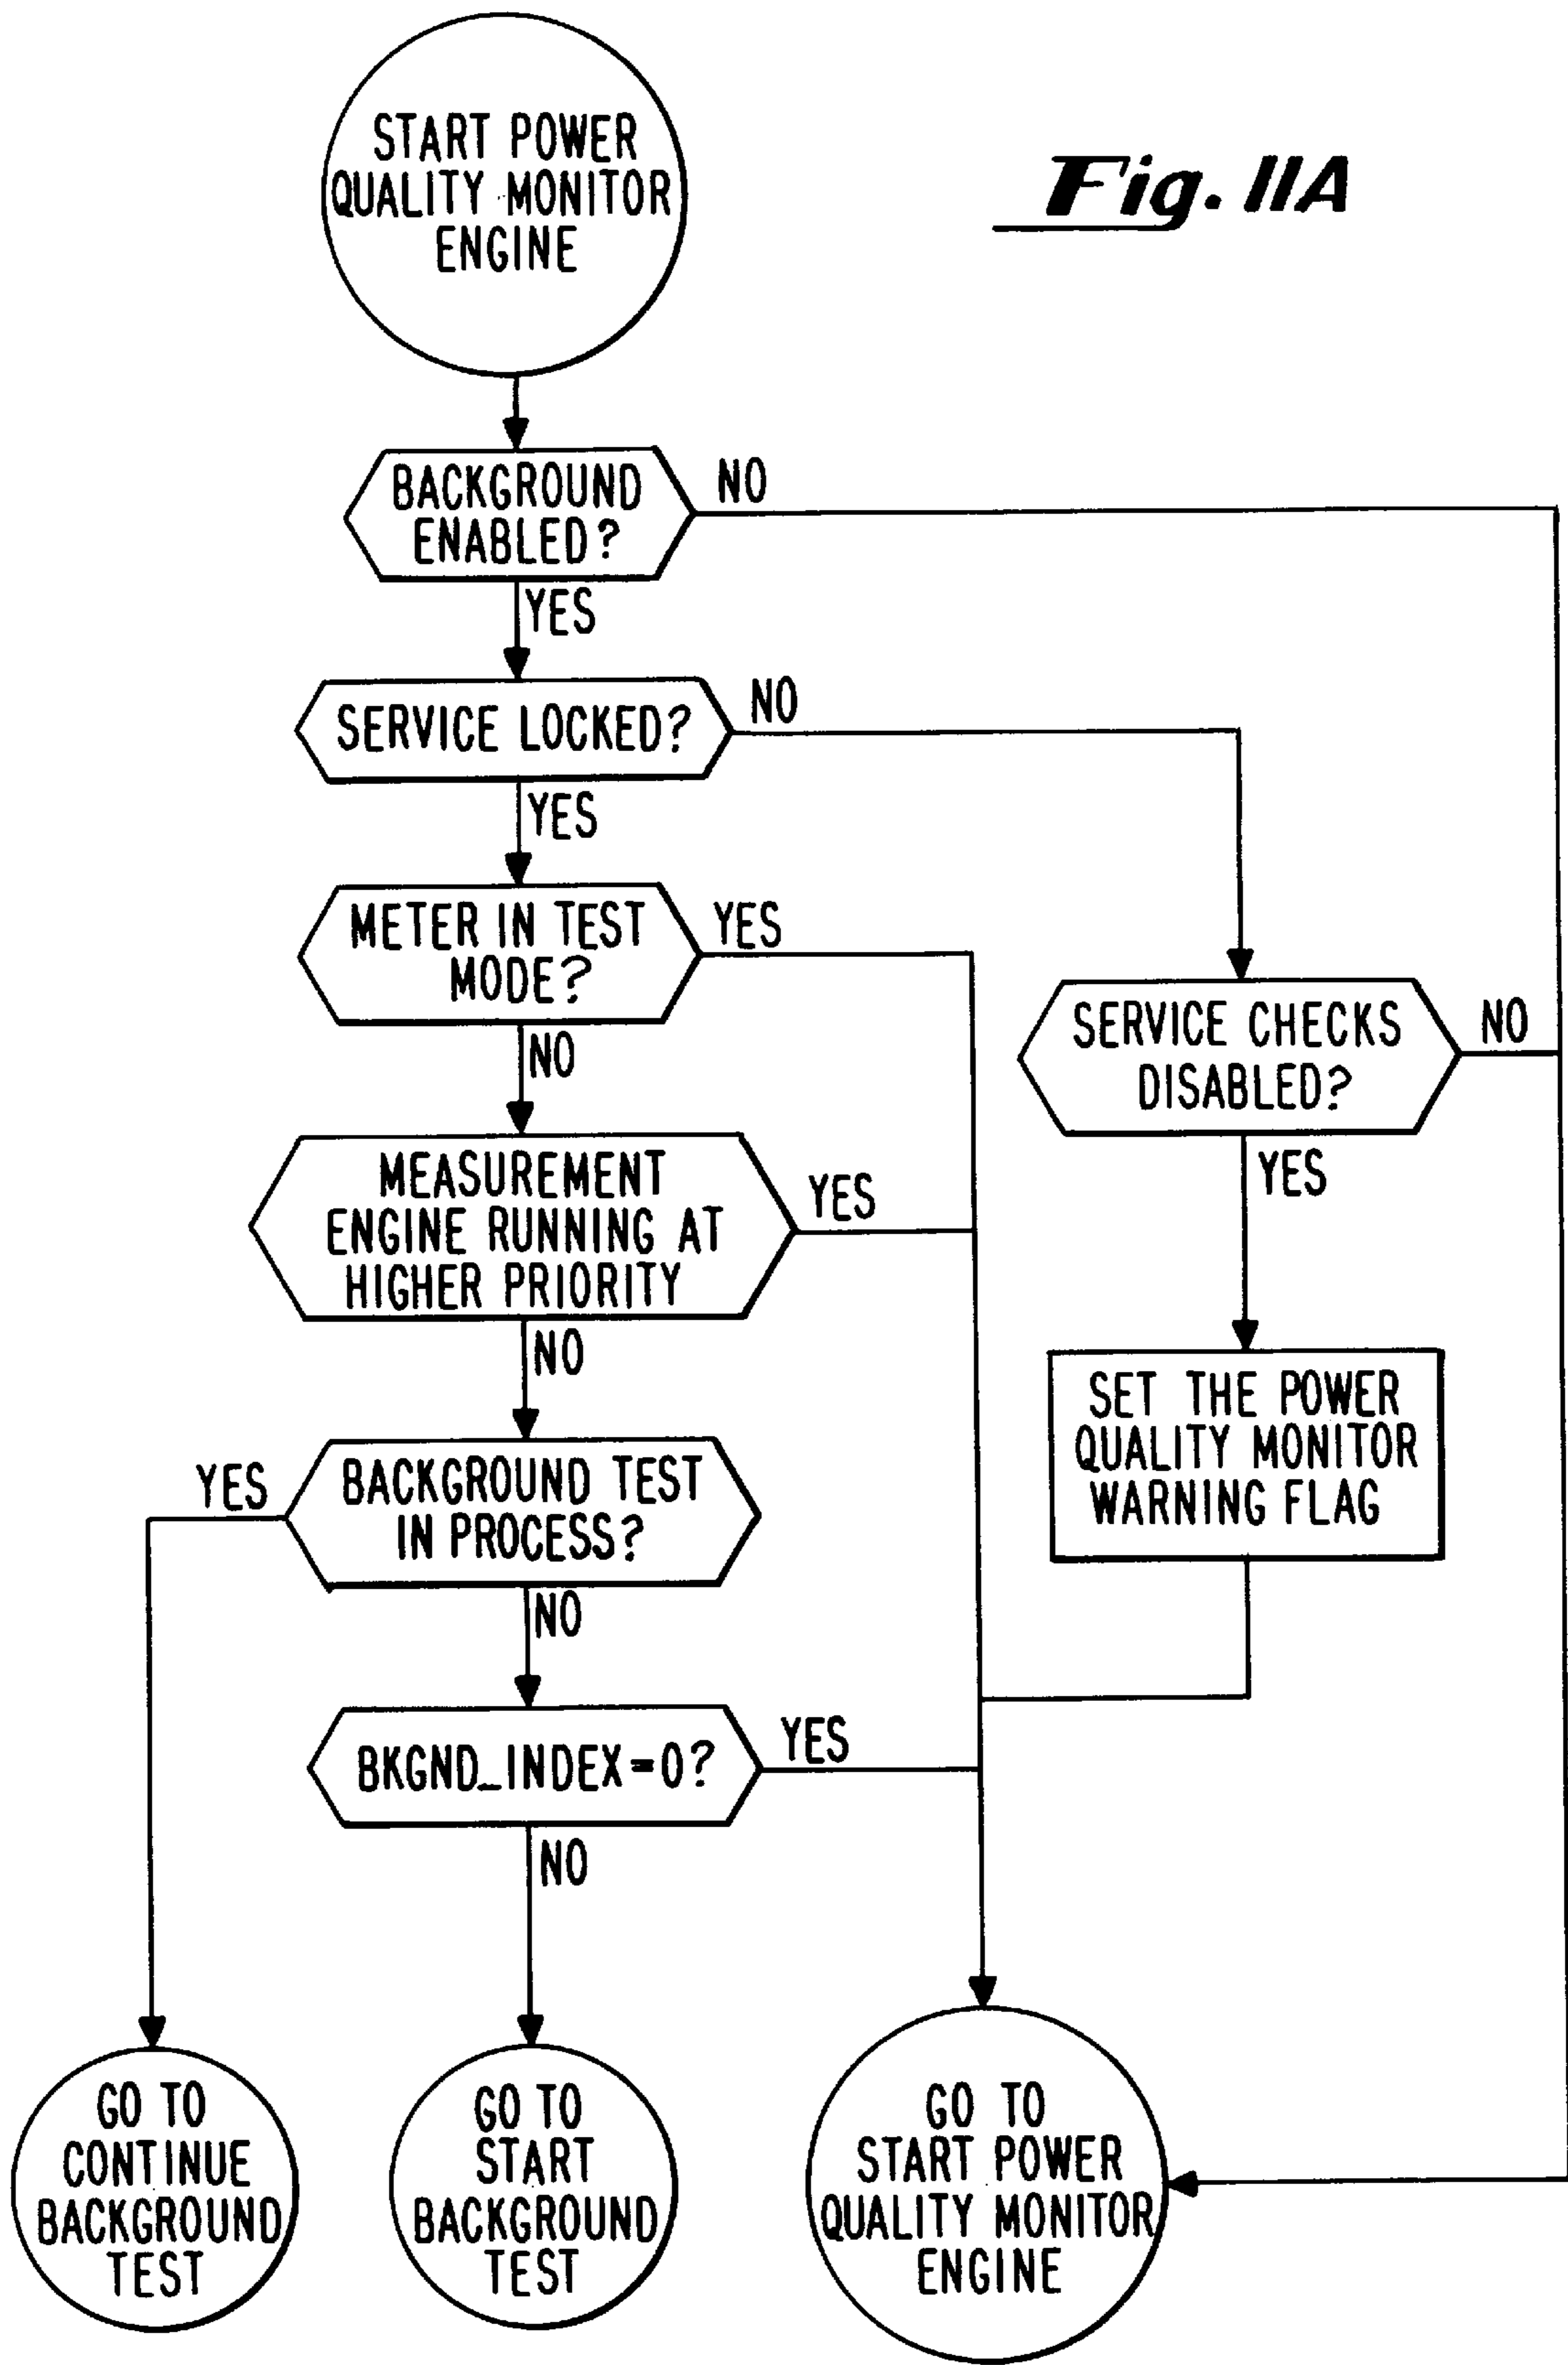 START POWER
QUALITY MONITOR
ENGINE
Fig. 11A
BACKGROUND
ENABLED?
NO
YES
SERVICE LOCKED?
NO
YES
METER IN TEST
MODE?
YES
NO
SERVICE CHECKS
DISABLED?
NO
YES
MEASUREMENT
ENGINE RUNNING AT
HIGHER PRIORITY
YES
NO
SET THE POWER
QUALITY MONITOR
WARNING FLAG
BACKGROUND TEST
IN PROCESS?
YES
NO
BKGND_INDEX=0?
YES
NO
GO TO
CONTINUE
BACKGROUND
TEST
GO TO
START
BACKGROUND
TEST
GO TO
START POWER
QUALITY MONITOR
ENGINE